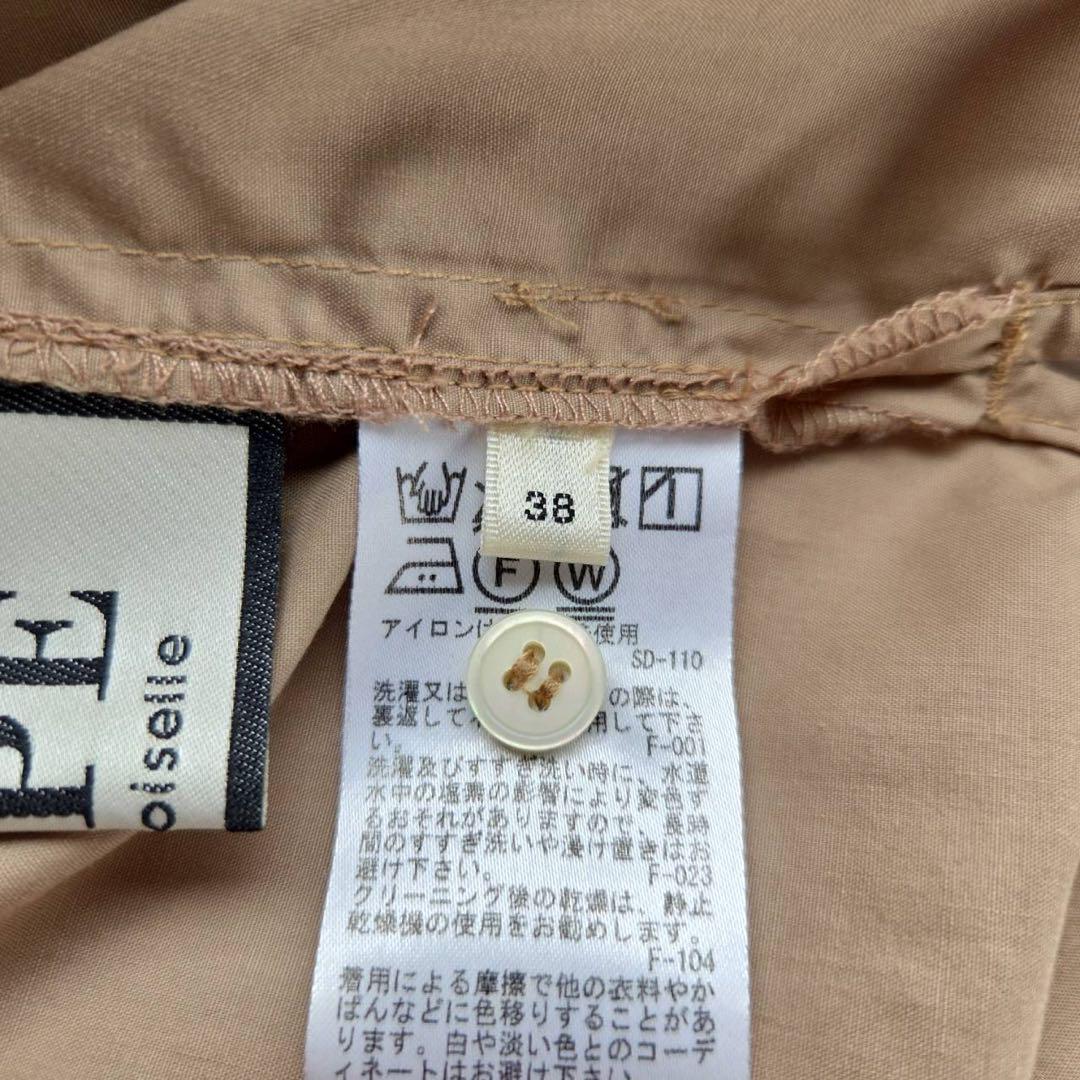 PE
oiselle
38
F W
アイロンは 使用
SD-110
洗濯又は の際は、
裏返して 用して下さ
い。 F-001
洗濯及びすすぎ洗い時に、水道
水中の塩素の影響により変色す
るおそれがありますので、長時
間のすすぎ洗いや浸け置きはお
避け下さい。 F-023
クリーニング後の乾燥は、静止
乾燥機の使用をお勧めします。
F-104
着用による摩擦で他の衣料やか
ばんなどに色移りすることがあ
ります。白や淡い色とのコーデ
ィネートはお避け下さい。